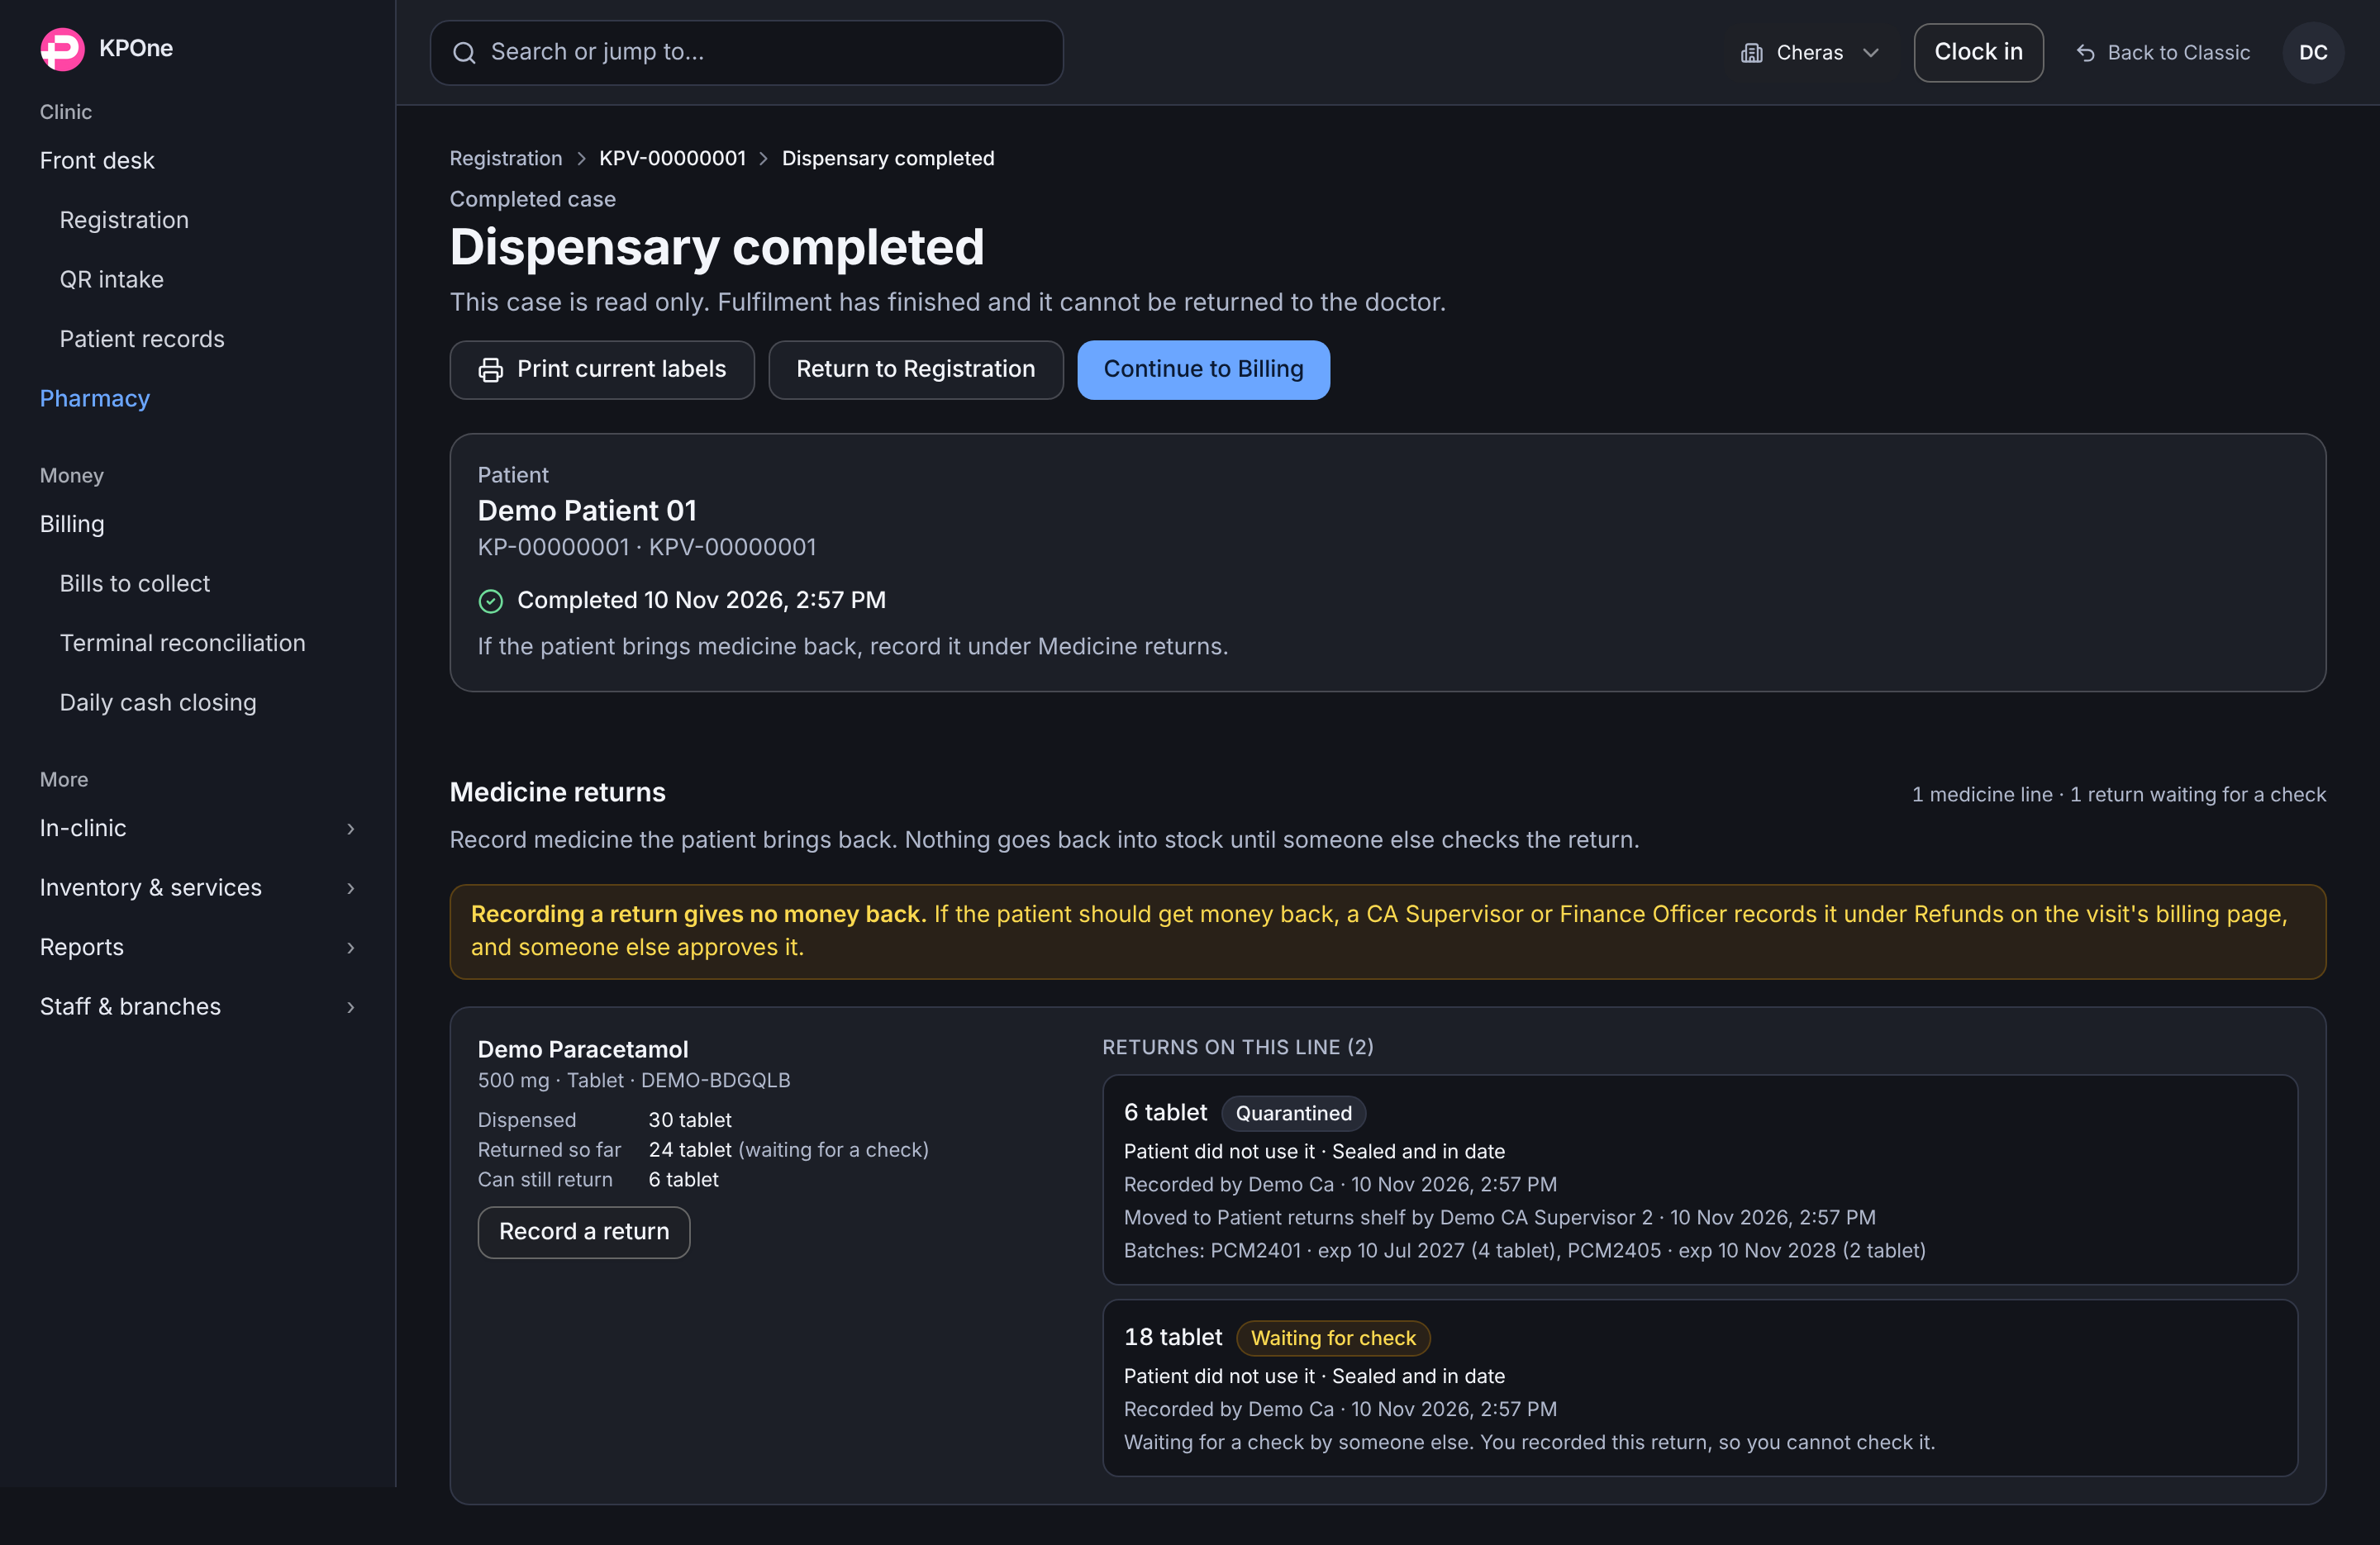 KPOne
Clinic
Front desk
Registration
QR intake
Patient records
Pharmacy
Money
Billing
Bills to collect
Terminal reconciliation
Daily cash closing
More
In-clinic
Inventory & services
Reports
Staff & branches
Search or jump to...
Cheras
Clock in
Back to Classic
DC
Registration > KPV-00000001 > Dispensary completed
Completed case
Dispensary completed
This case is read only. Fulfilment has finished and it cannot be returned to the doctor.
Print current labels
Return to Registration
Continue to Billing
Patient
Demo Patient 01
KP-00000001 · KPV-00000001
Completed 10 Nov 2026, 2:57 PM
If the patient brings medicine back, record it under Medicine returns.
Medicine returns
1 medicine line · 1 return waiting for a check
Record medicine the patient brings back. Nothing goes back into stock until someone else checks the return.
Recording a return gives no money back. If the patient should get money back, a CA Supervisor or Finance Officer records it under Refunds on the visit's billing page,
and someone else approves it.
Demo Paracetamol
500 mg · Tablet · DEMO-BDGQLB
Dispensed 30 tablet
Returned so far 24 tablet (waiting for a check)
Can still return 6 tablet
Record a return
RETURNS ON THIS LINE (2)
6 tablet Quarantined
Patient did not use it · Sealed and in date
Recorded by Demo Ca · 10 Nov 2026, 2:57 PM
Moved to Patient returns shelf by Demo CA Supervisor 2 · 10 Nov 2026, 2:57 PM
Batches: PCM2401 · exp 10 Jul 2027 (4 tablet), PCM2405 · exp 10 Nov 2028 (2 tablet)
18 tablet Waiting for check
Patient did not use it · Sealed and in date
Recorded by Demo Ca · 10 Nov 2026, 2:57 PM
Waiting for a check by someone else. You recorded this return, so you cannot check it.